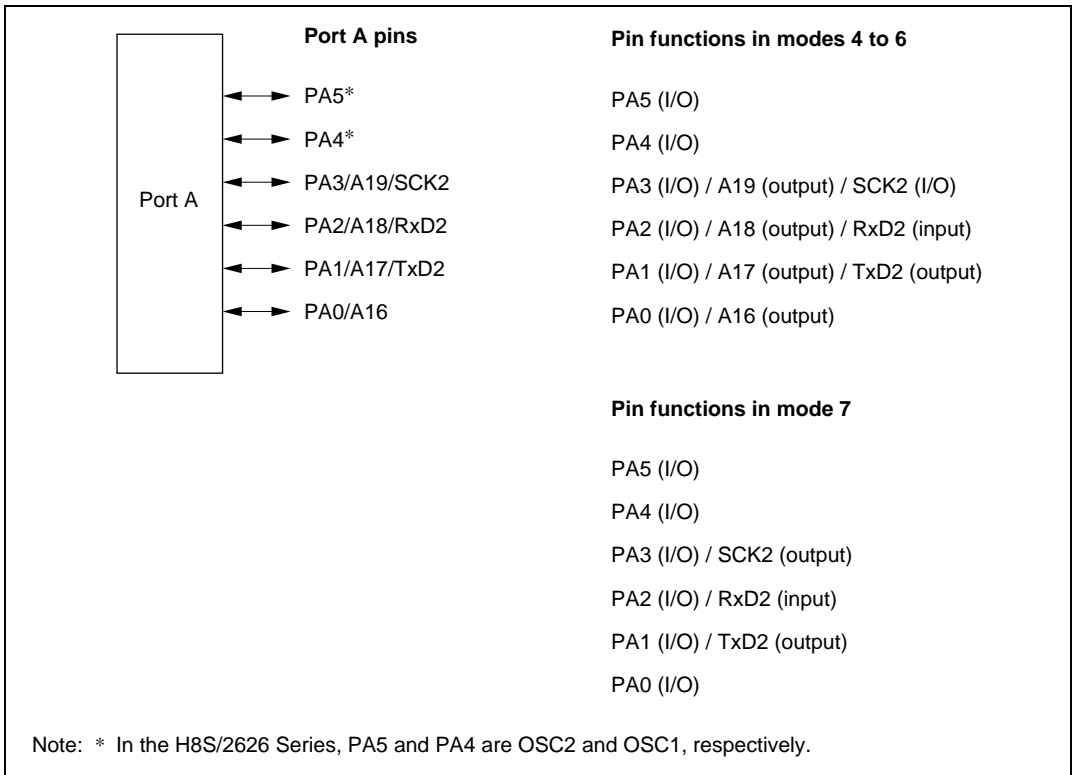 Port A pins
Pin functions in modes 4 to 6
Port A
PA5*
PA5 (I/O)
PA4*
PA4 (I/O)
PA3/A19/SCK2
PA3 (I/O) / A19 (output) / SCK2 (I/O)
PA2/A18/RxD2
PA2 (I/O) / A18 (output) / RxD2 (input)
PA1/A17/TxD2
PA1 (I/O) / A17 (output) / TxD2 (output)
PA0/A16
PA0 (I/O) / A16 (output)
Pin functions in mode 7
PA5 (I/O)
PA4 (I/O)
PA3 (I/O) / SCK2 (output)
PA2 (I/O) / RxD2 (input)
PA1 (I/O) / TxD2 (output)
PA0 (I/O)
Note: * In the H8S/2626 Series, PA5 and PA4 are OSC2 and OSC1, respectively.